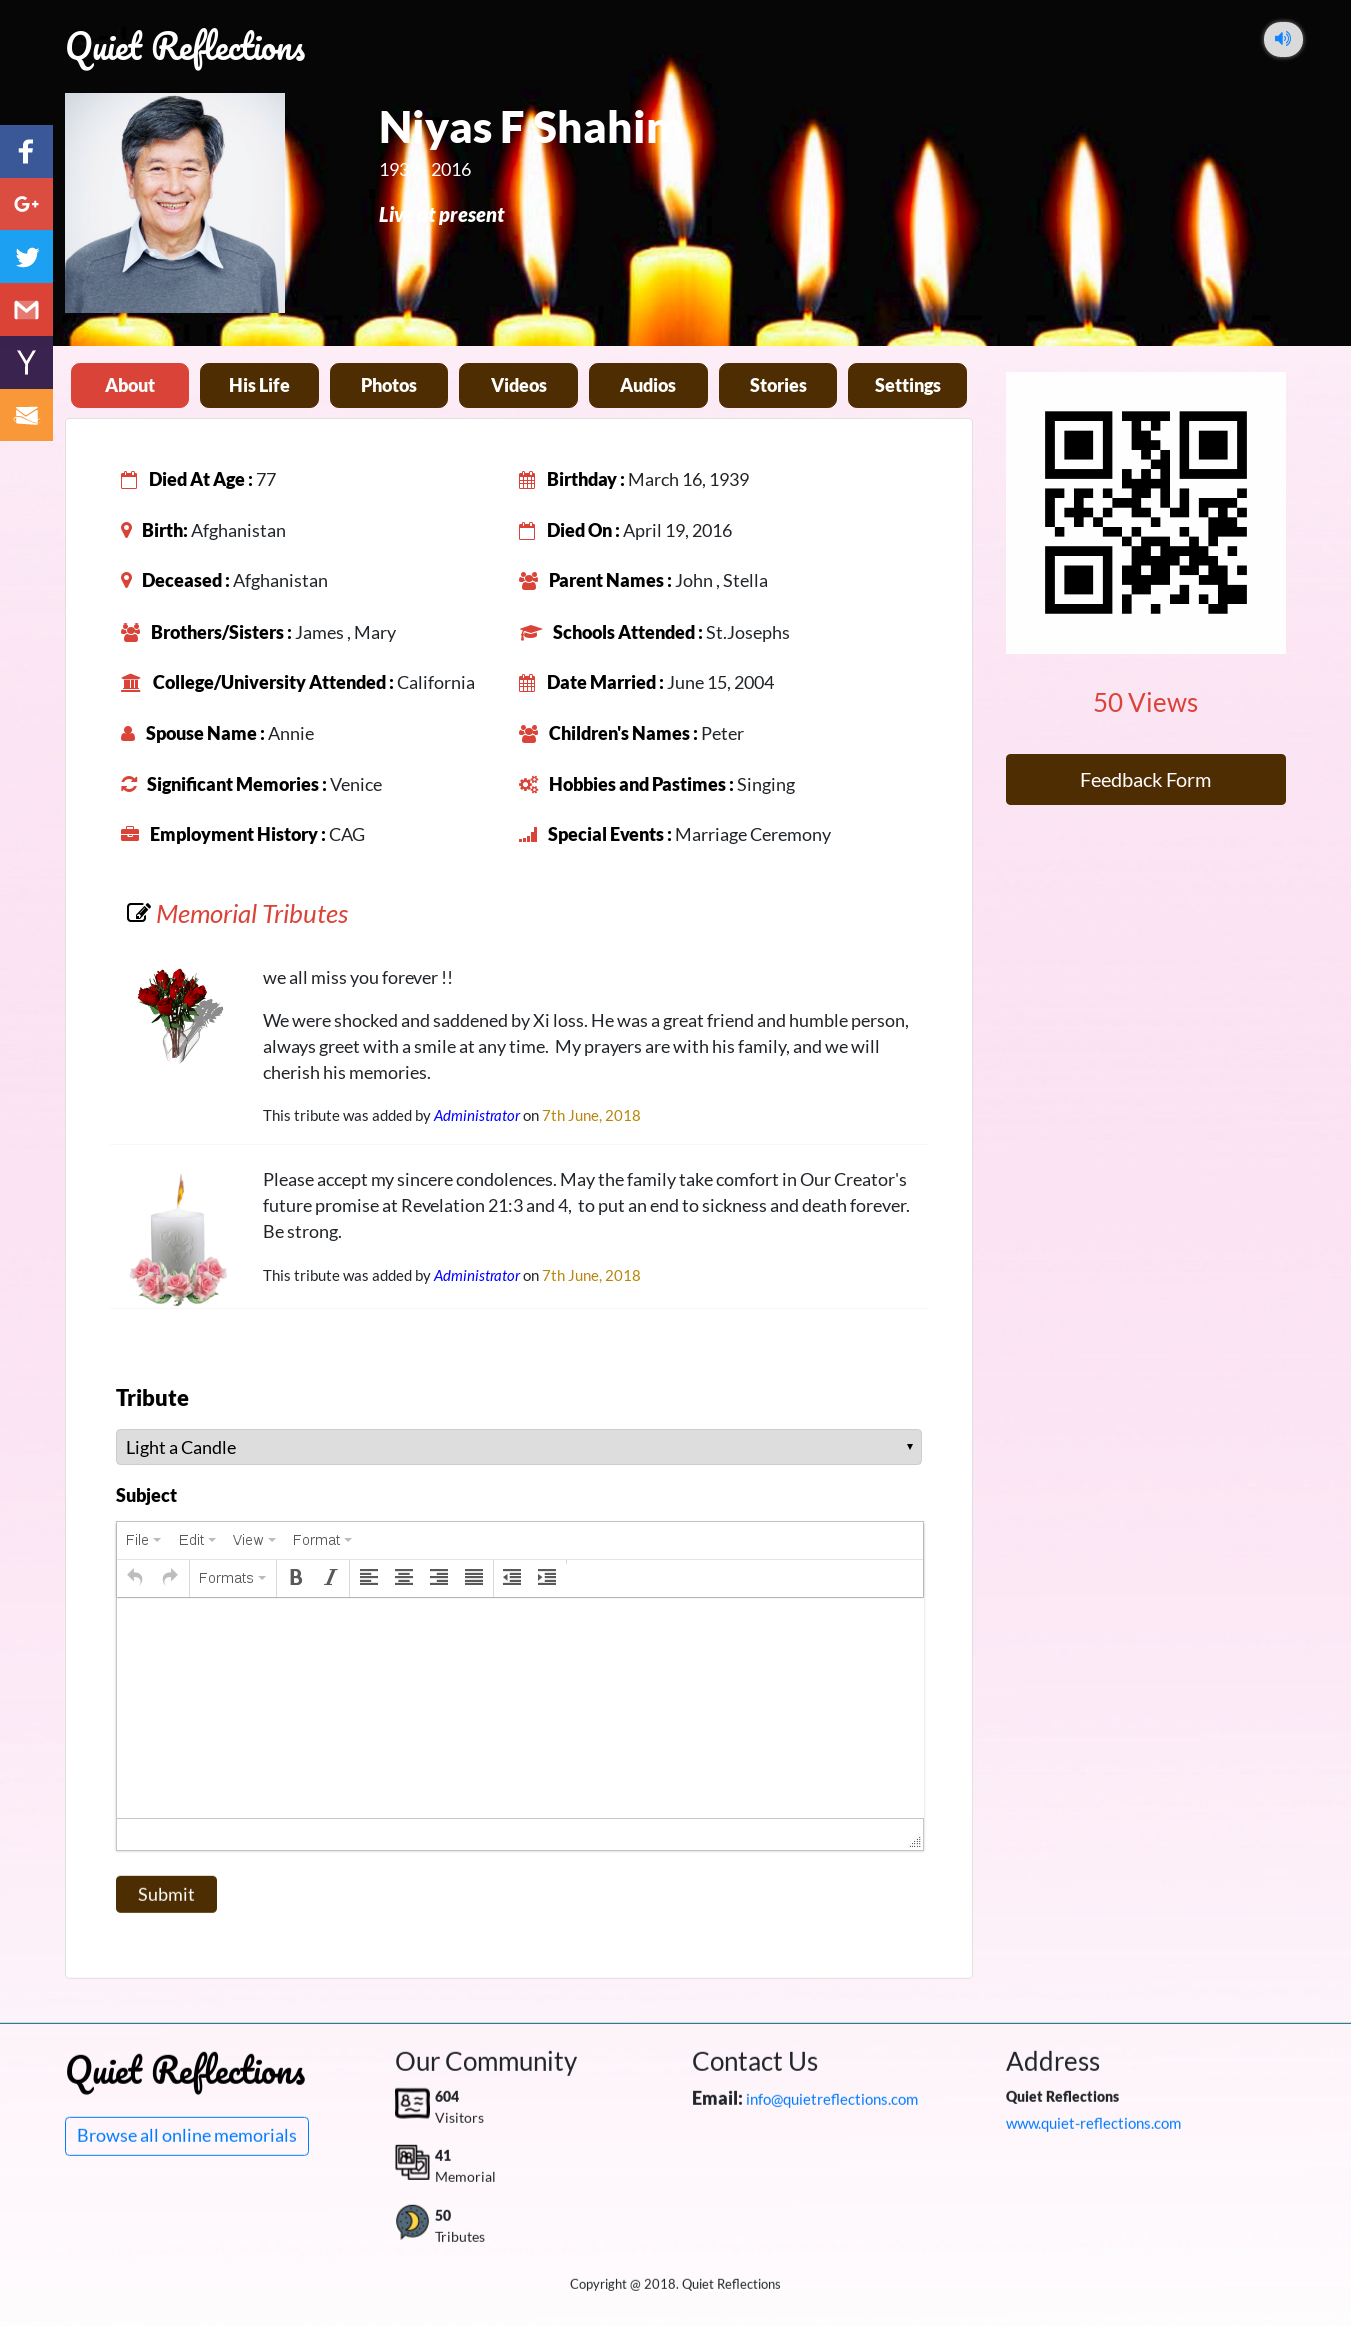 Quiet Reflections
Niyas F Shahin
193 2016
Live at present
About His Life Photos Videos Audios Stories Settings
Died At Age : 77
Birthday : March 16, 1939
Birth: Afghanistan
Died On : April 19, 2016
Deceased : Afghanistan
Parent Names : John , Stella
Brothers/Sisters : James , Mary
Schools Attended : St.Josephs
College/University Attended : California
Date Married : June 15, 2004
Spouse Name : Annie
Children's Names : Peter
Significant Memories : Venice
Hobbies and Pastimes : Singing
Employment History : CAG
Special Events : Marriage Ceremony
50 Views
Feedback Form
Memorial Tributes
we all miss you forever !!
We were shocked and saddened by Xi loss. He was a great friend and humble person,
always greet with a smile at any time.  My prayers are with his family, and we will
cherish his memories.
This tribute was added by Administrator on 7th June, 2018
Please accept my sincere condolences. May the family take comfort in Our Creator's
future promise at Revelation 21:3 and 4,  to put an end to sickness and death forever.
Be strong.
This tribute was added by Administrator on 7th June, 2018
Tribute
Light a Candle
Subject
File Edit View Format
Formats B I
Submit
Quiet Reflections
Browse all online memorials
Our Community
604
Visitors
41
Memorial
50
Tributes
Contact Us
Email: info@quietreflections.com
Address
Quiet Reflections
www.quiet-reflections.com
Copyright @ 2018. Quiet Reflections